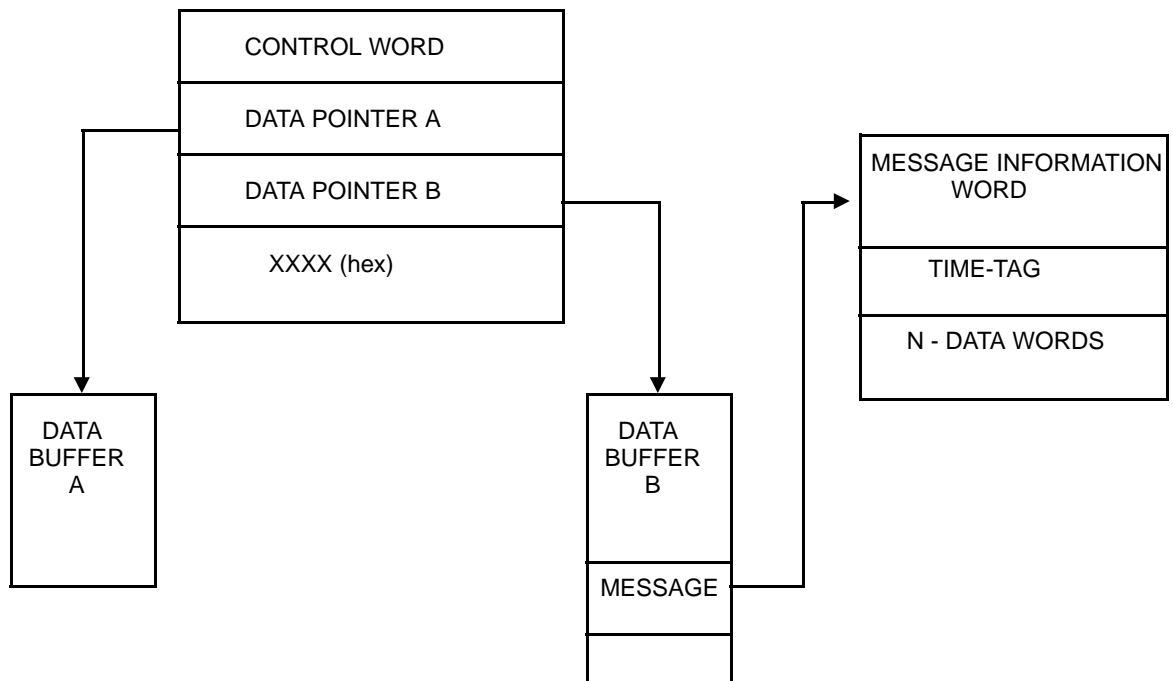 CONTROL WORD
DATA POINTER A
DATA POINTER B
XXXX (hex)
MESSAGE INFORMATION
WORD
TIME-TAG
N - DATA WORDS
DATA
BUFFER
A
DATA
BUFFER
B
MESSAGE